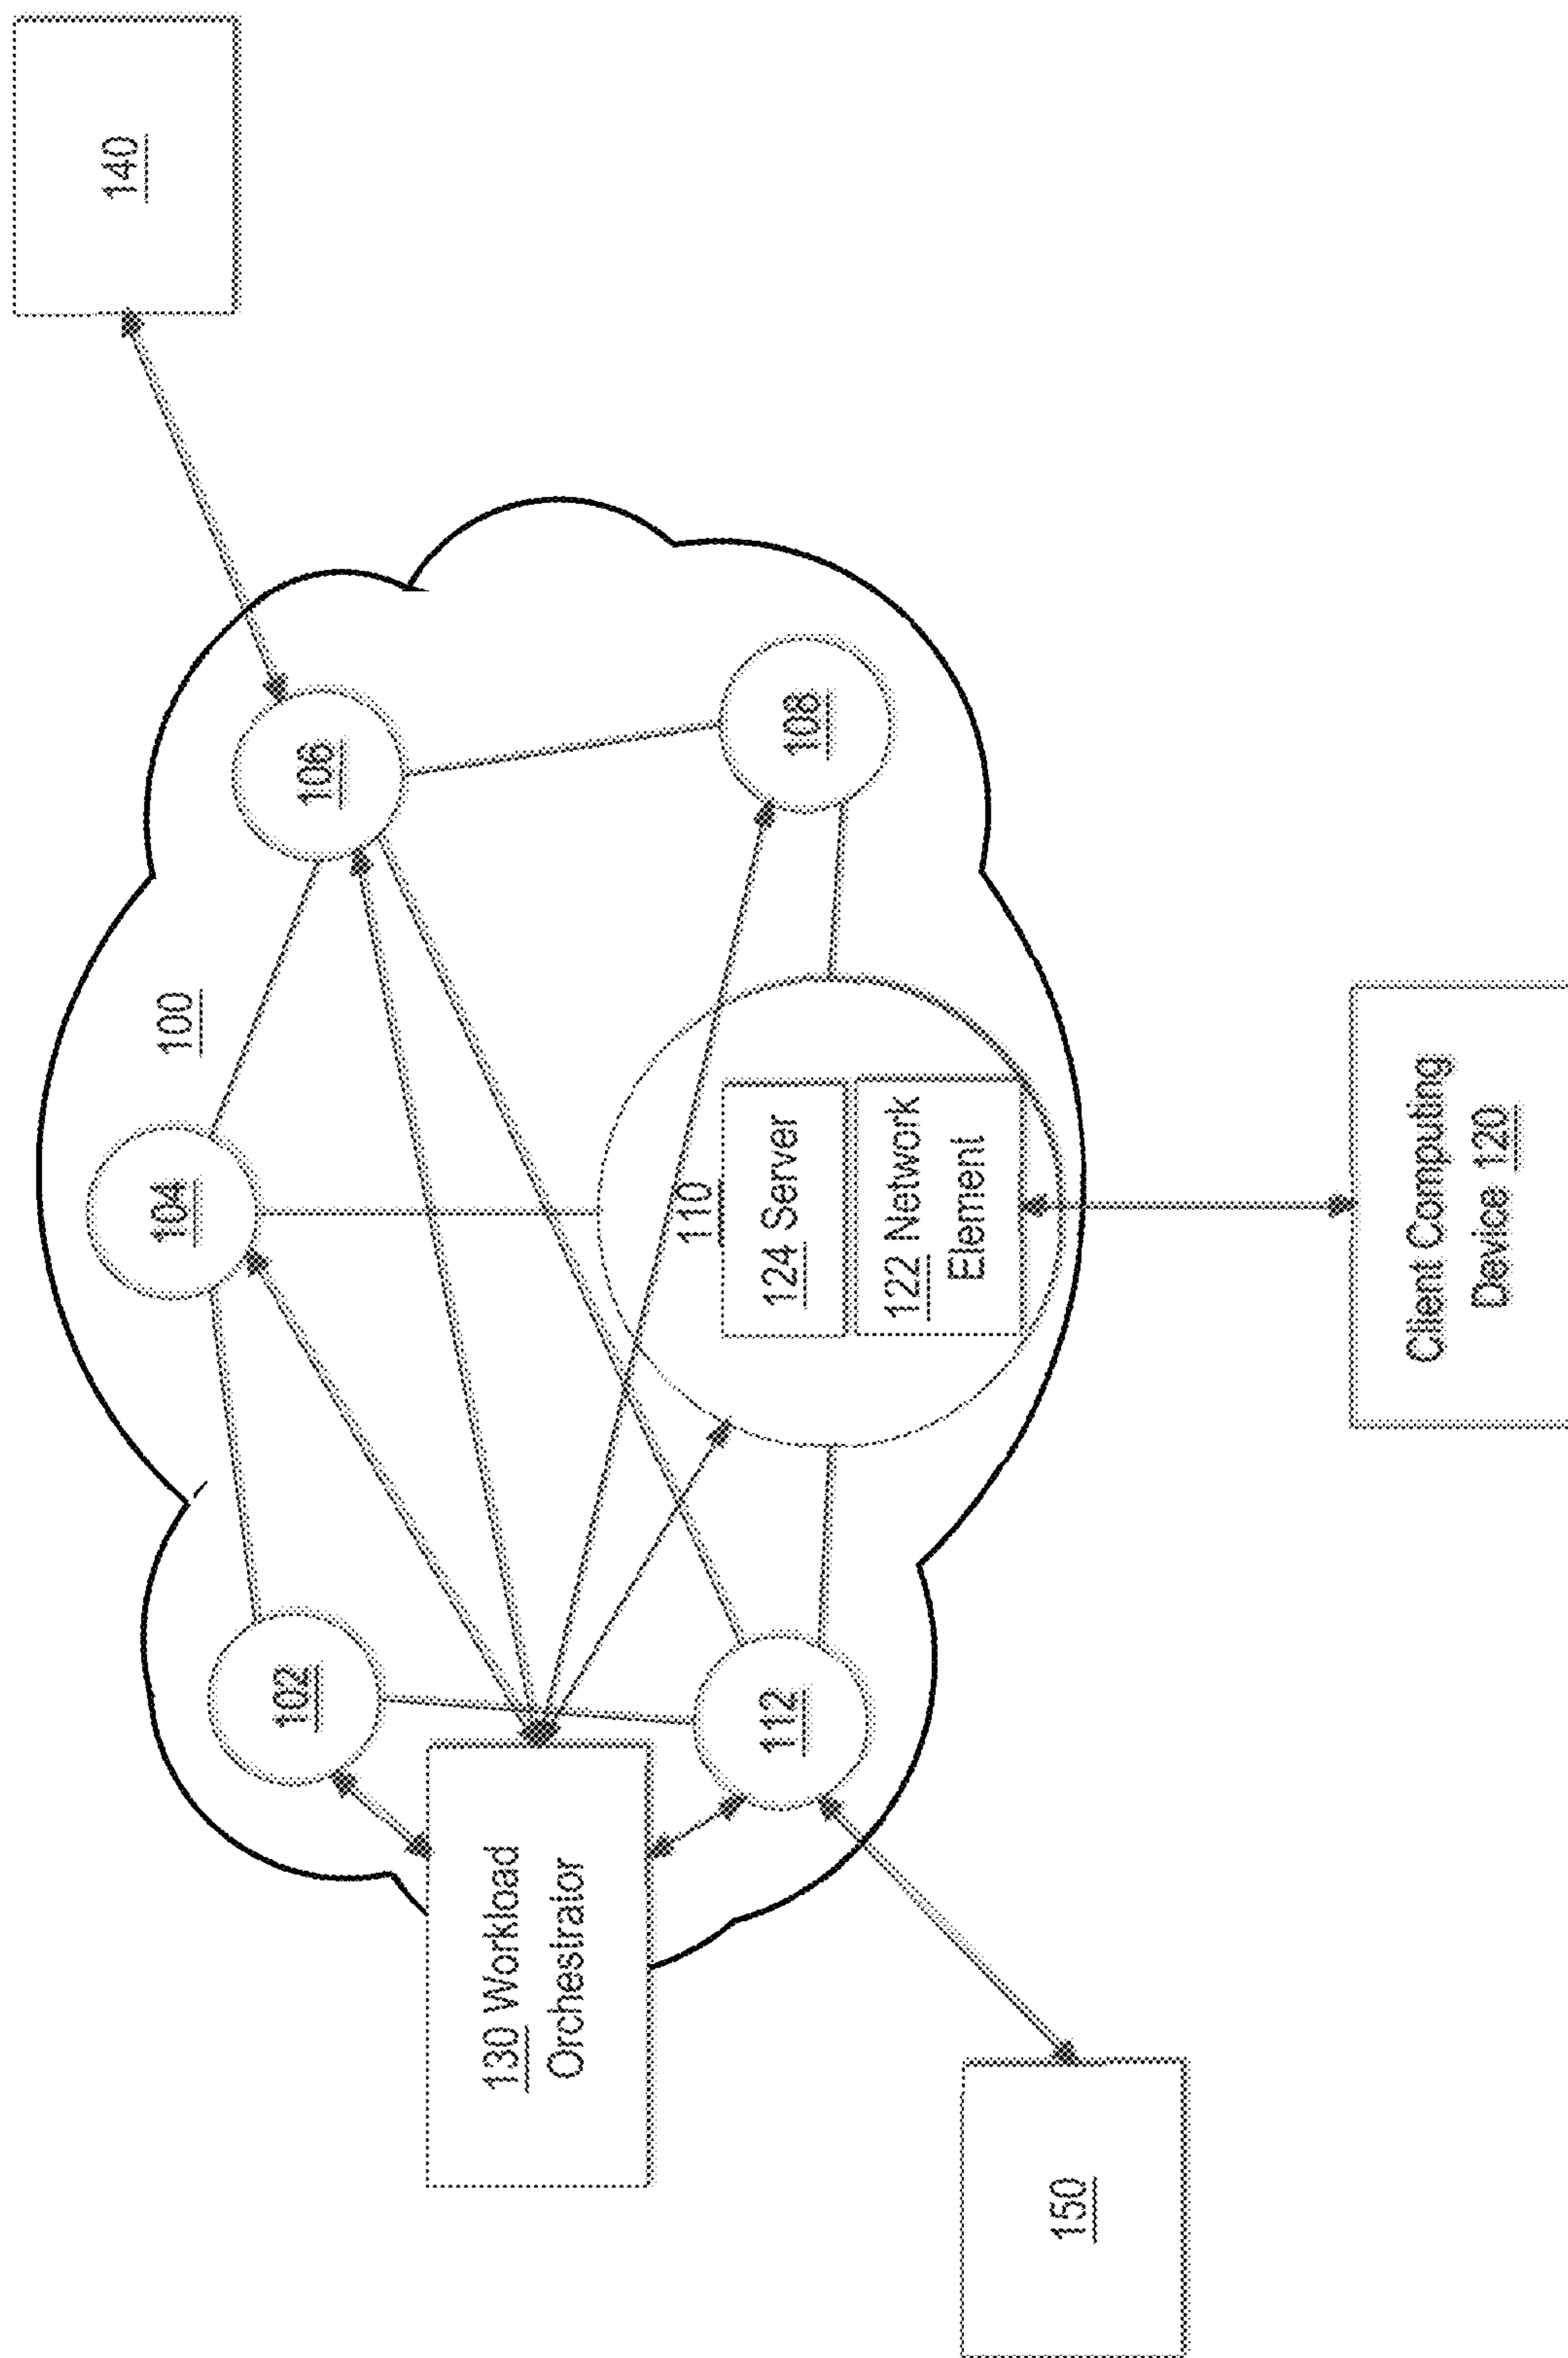 140
106
108
100
104
110
124 Server
122 Network
Element
Client Computing
Device 120
102
112
130 Workload
Orchestrator
150